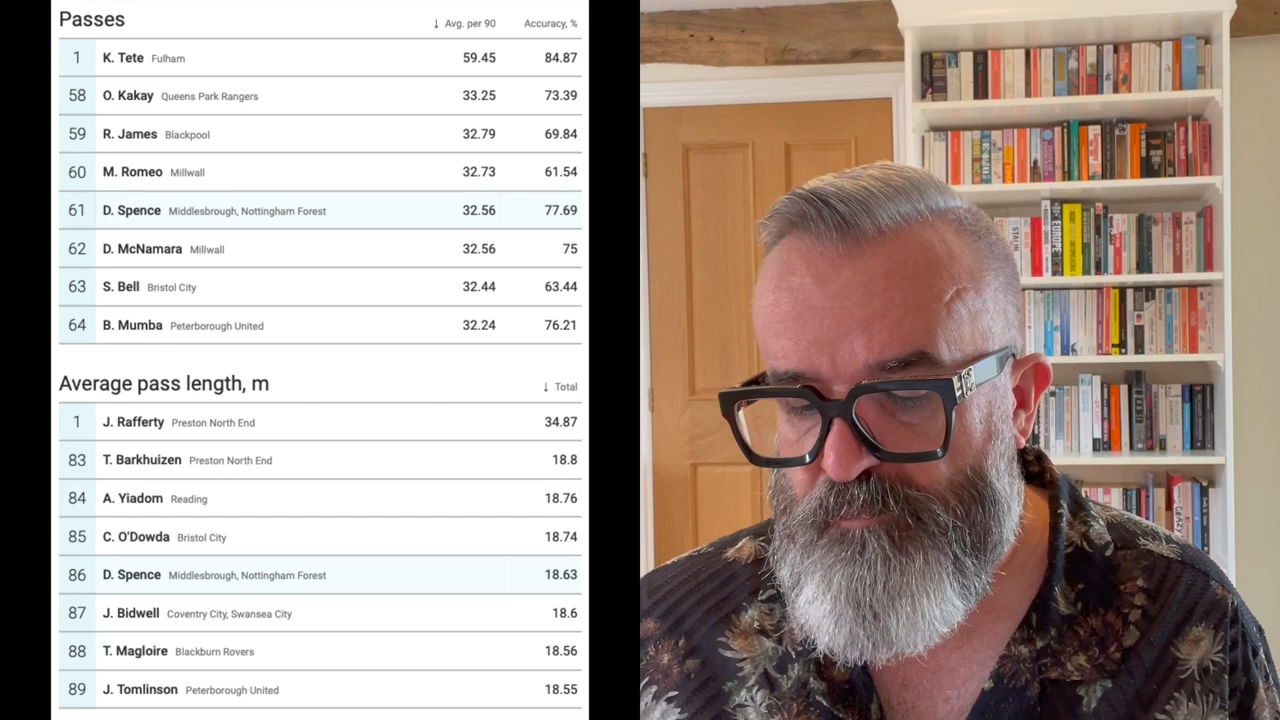 Passes ↓ Avg. per 90 Accuracy, %
1 K. Tete Fulham 59.45 84.87
58 O. Kakay Queens Park Rangers 33.25 73.39
59 R. James Blackpool 32.79 69.84
60 M. Romeo Millwall 32.73 61.54
61 D. Spence Middlesbrough, Nottingham Forest 32.56 77.69
62 D. McNamara Millwall 32.56 75
63 S. Bell Bristol City 32.44 63.44
64 B. Mumba Peterborough United 32.24 76.21
Average pass length, m ↓ Total
1 J. Rafferty Preston North End 34.87
83 T. Barkhuizen Preston North End 18.8
84 A. Yiadom Reading 18.76
85 C. O'Dowda Bristol City 18.74
86 D. Spence Middlesbrough, Nottingham Forest 18.63
87 J. Bidwell Coventry City, Swansea City 18.6
88 T. Magloire Blackburn Rovers 18.56
89 J. Tomlinson Peterborough United 18.55
STALIN
EUROPE
CRAZY